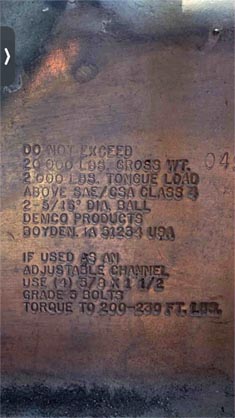 DO NOT EXCEED
20 000 LBS. GROSS WT.
2 000 LBS. TONGUE LOAD
ABOVE SAE/CSA CLASS 4
2-5/16" DIA. BALL
DEMCO PRODUCTS
BOYDEN, IA 51234 USA
IF USED AS AN
ADJUSTABLE CHANNEL
USE (4) 5/8 X 1 1/2
GRADE 5 BOLTS
TORQUE TO 200-230 FT. LBS.